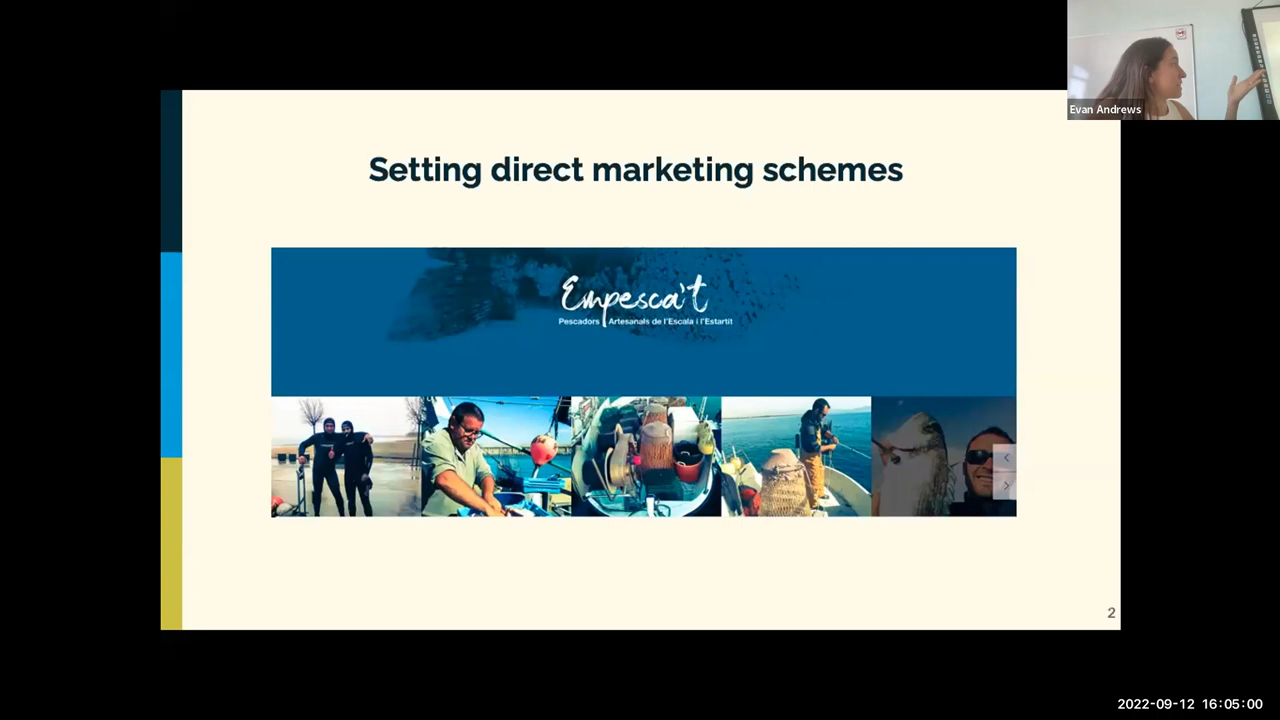 Evan Andrews
Setting direct marketing schemes
Empesca't
Pescadors Artesanals de l'Escala i l'Estartit
2
2022-09-12 16:05:00